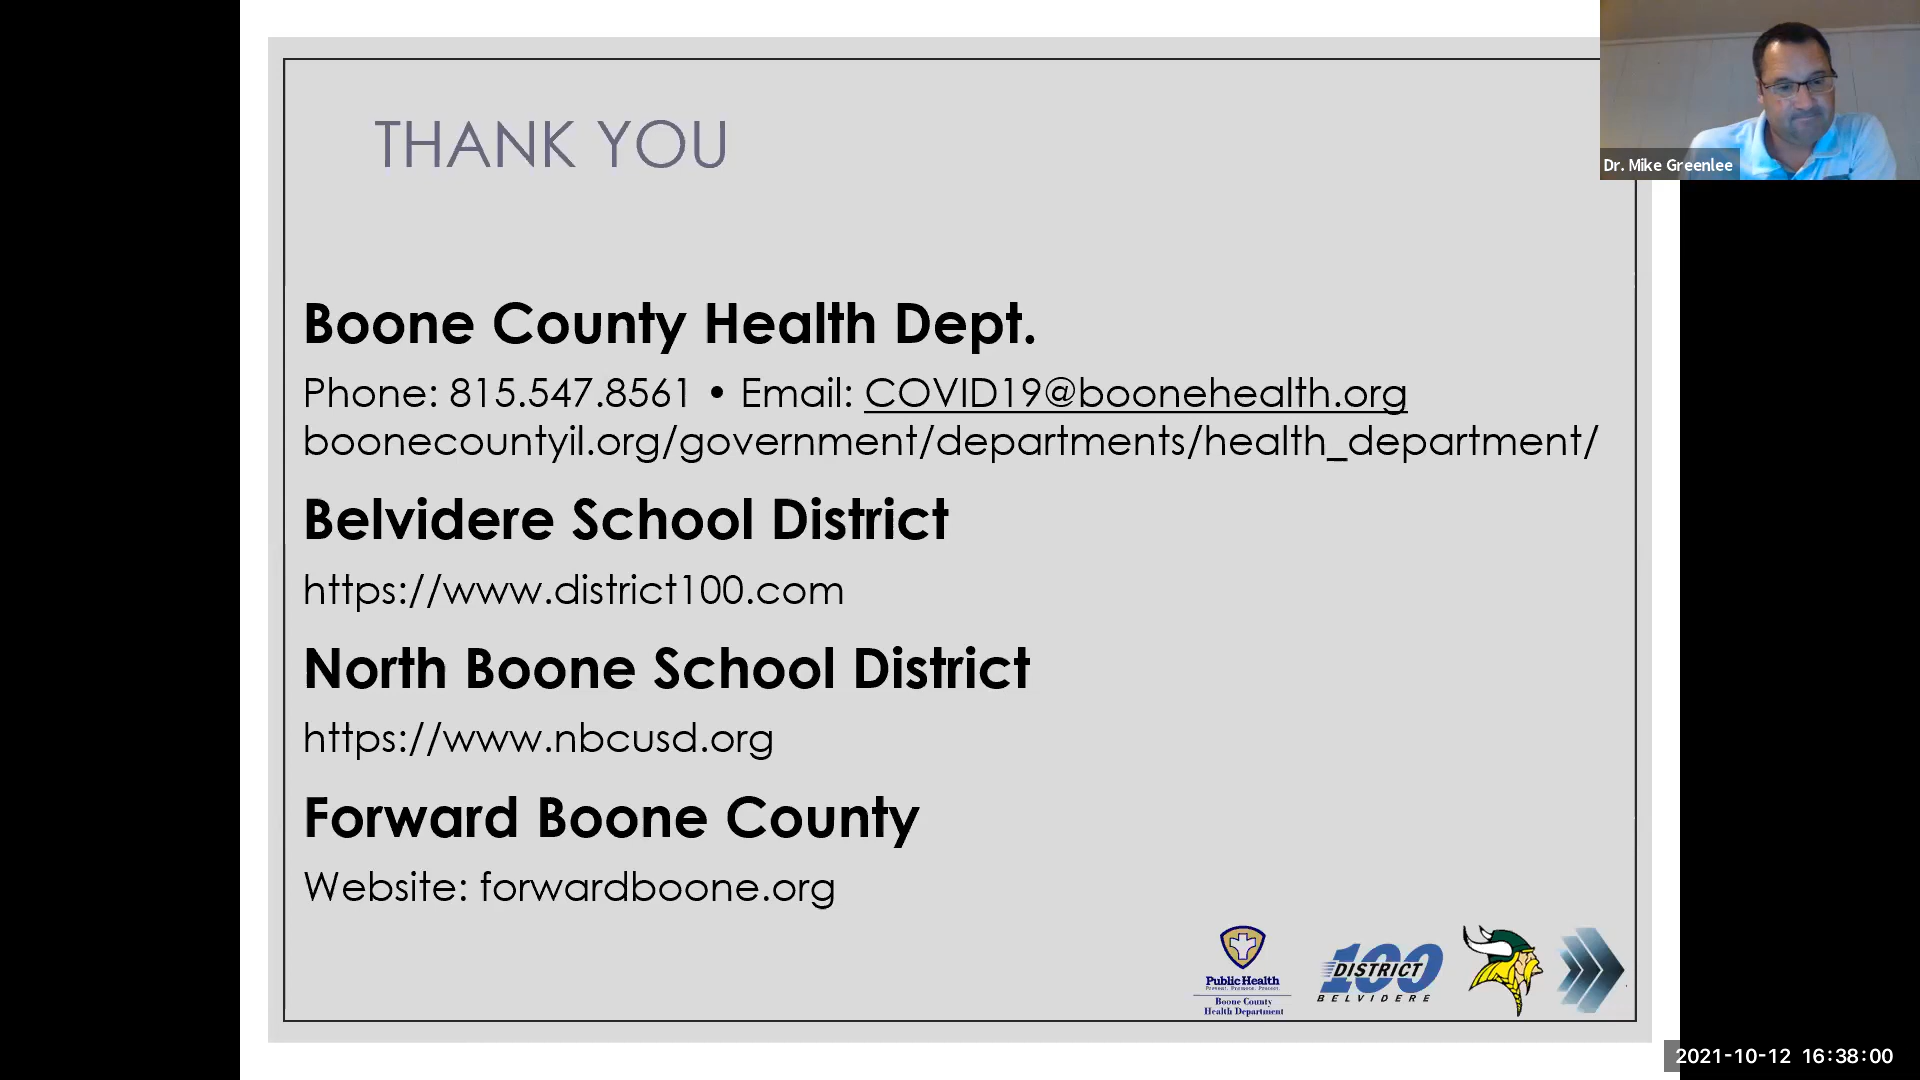 THANK YOU
Dr. Mike Greenlee
Boone County Health Dept.
Phone: 815.547.8561 • Email: COVID19@boonehealth.org
boonecountyil.org/government/departments/health_department/
Belvidere School District
https://www.district100.com
North Boone School District
https://www.nbcusd.org
Forward Boone County
Website: forwardboone.org
Public Health
Prevent. Promote. Protect.
Boone County
Health Department
100
DISTRICT
BELVIDERE
2021-10-12 16:38:00